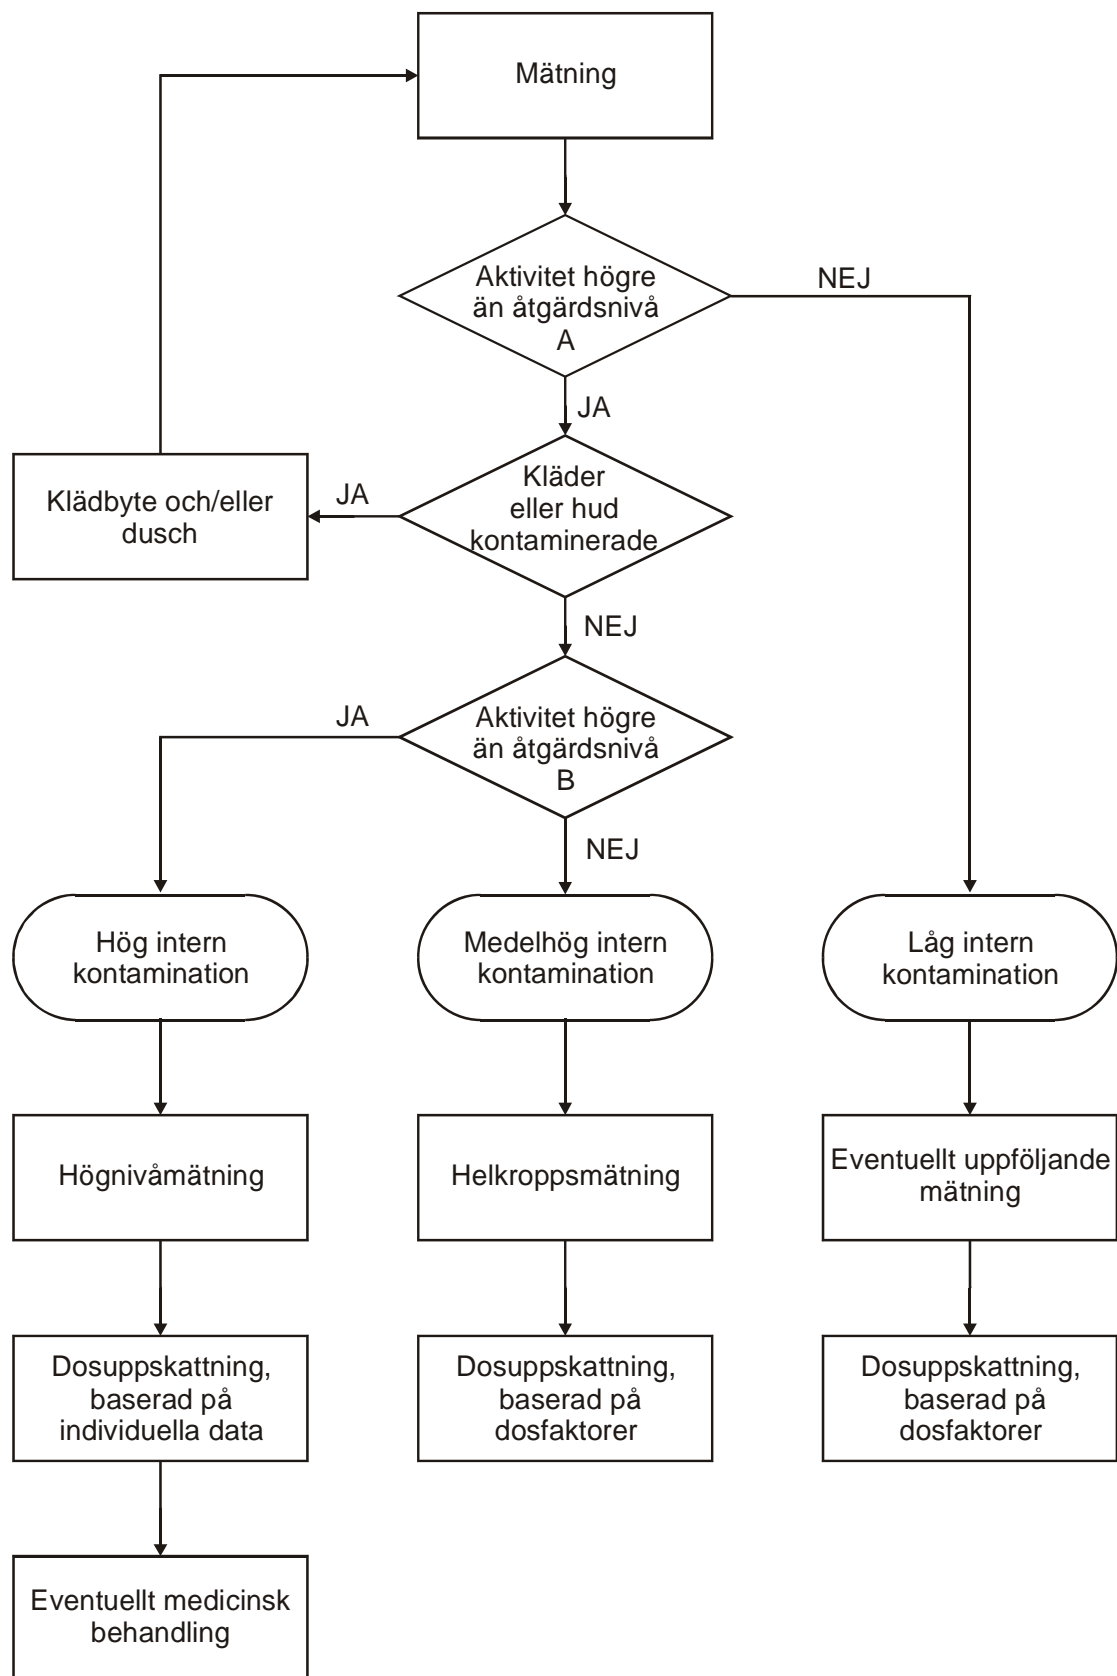 Mätning
Aktivitet högre
än åtgärdsnivå
A
NEJ
JA
Kläder
eller hud
kontaminerade
JA
Klädbyte och/eller
dusch
NEJ
Aktivitet högre
än åtgärdsnivå
B
JA
NEJ
Hög intern
kontamination
Medelhög intern
kontamination
Låg intern
kontamination
Högnivåmätning
Helkroppsmätning
Eventuellt uppföljande
mätning
Dosuppskattning,
baserad på
individuella data
Dosuppskattning,
baserad på
dosfaktorer
Dosuppskattning,
baserad på
dosfaktorer
Eventuellt medicinsk
behandling